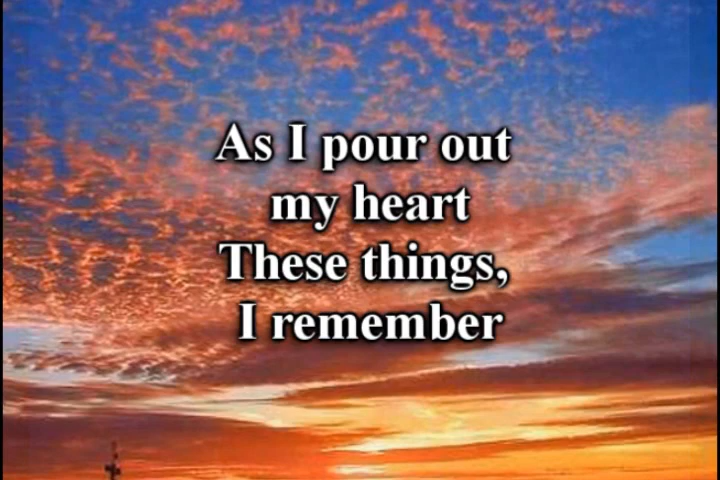 As I pour out
my heart
These things,
I remember